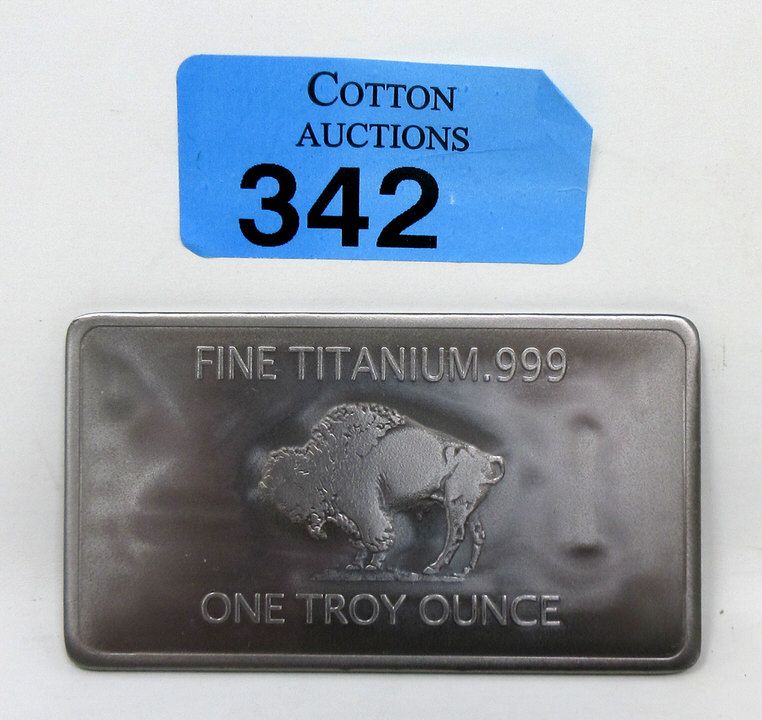 COTTON
AUCTIONS
342
FINE TITANIUM.999
ONE TROY OUNCE